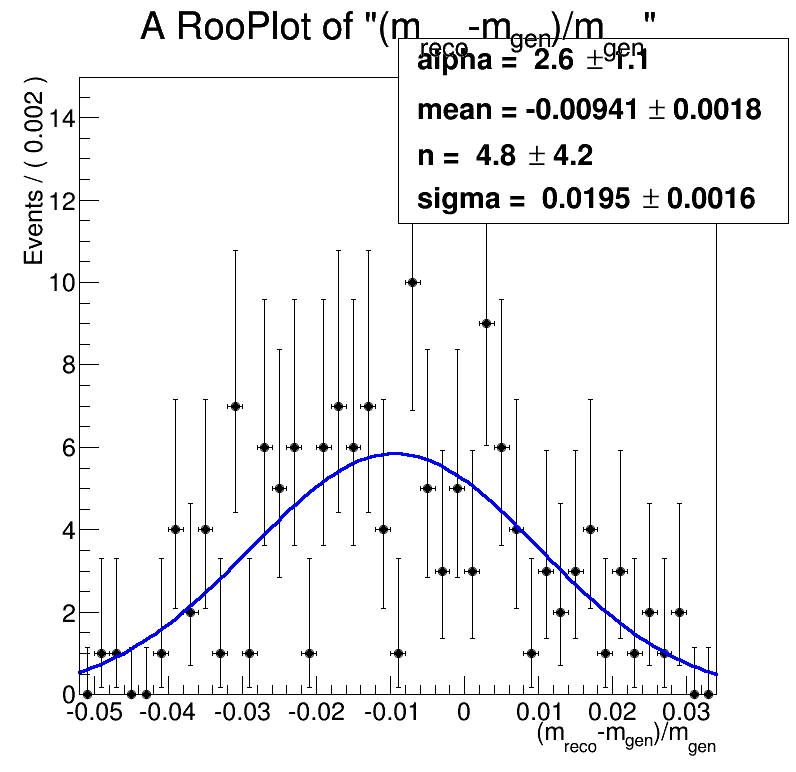 A RooPlot of "(m_reco-m_gen)/m_gen"
alpha = 2.6 ± 1.1
mean = -0.00941 ± 0.0018
n = 4.8 ± 4.2
sigma = 0.0195 ± 0.0016
Events / ( 0.002 )
14
12
10
8
6
4
2
0
-0.05 -0.04 -0.03 -0.02 -0.01 0 0.01 0.02 0.03
(m_reco-m_gen)/m_gen